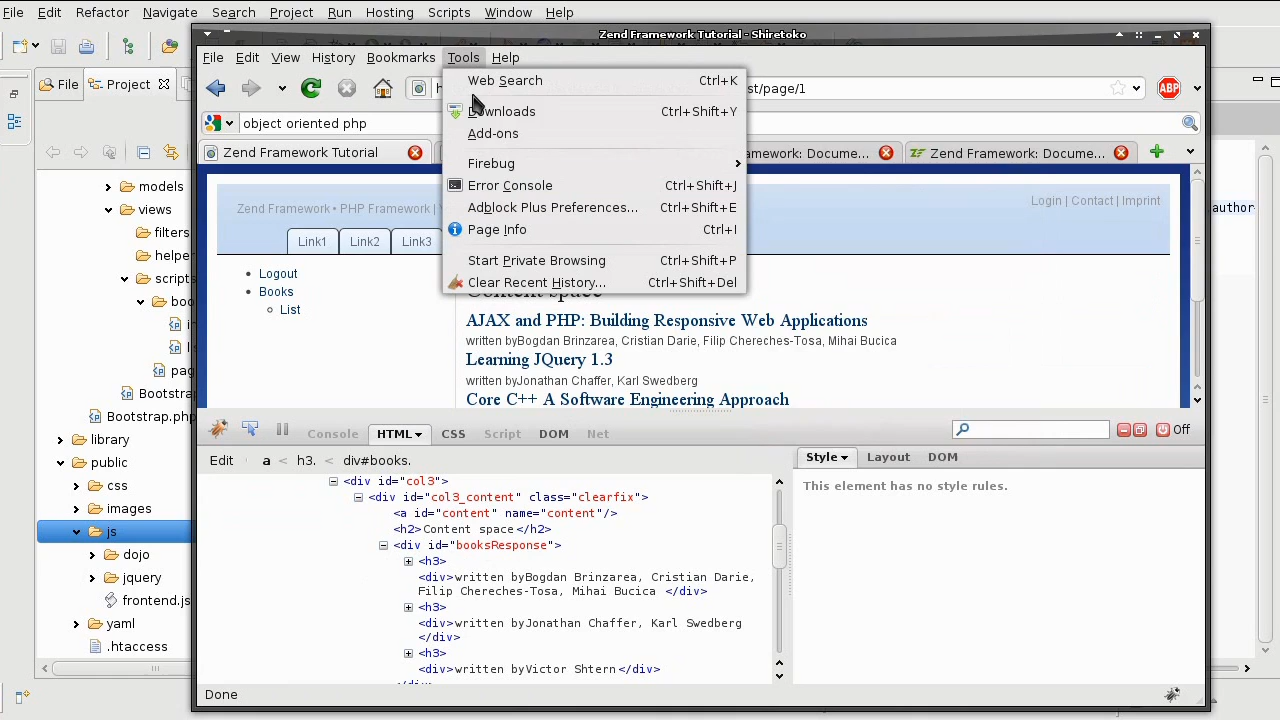 File Edit Refactor Navigate Search Project Run Hosting Scripts Window Help
Zend Framework Tutorial - Shiretoko
File Edit View History Bookmarks Tools Help
st/page/1
ABP
object oriented php
Zend Framework Tutorial
amework: Docume...
Zend Framework: Docume...
Web Search Ctrl+K
Downloads Ctrl+Shift+Y
Add-ons
Firebug
Error Console Ctrl+Shift+J
Adblock Plus Preferences... Ctrl+Shift+E
Page Info Ctrl+I
Start Private Browsing Ctrl+Shift+P
Clear Recent History... Ctrl+Shift+Del
File Project
models
views
filters
helpe
scripts
boo
pag
Bootstra
Bootstrap.php
library
public
css
images
js
dojo
jquery
frontend.js
yaml
.htaccess
author
Zend Framework • PHP Framework |
Login | Contact | Imprint
Link1 Link2 Link3
Logout
Books
List
Content space
AJAX and PHP: Building Responsive Web Applications
written byBogdan Brinzarea, Cristian Darie, Filip Chereches-Tosa, Mihai Bucica
Learning JQuery 1.3
written byJonathan Chaffer, Karl Swedberg
Core C++ A Software Engineering Approach
Console HTML CSS Script DOM Net
Off
Edit a < h3. < div#books.
Style Layout DOM
This element has no style rules.
<div id="col3">
<div id="col3_content" class="clearfix">
<a id="content" name="content"/>
<h2>Content space</h2>
<div id="booksResponse">
<h3>
<div>written byBogdan Brinzarea, Cristian Darie,
Filip Chereches-Tosa, Mihai Bucica </div>
<h3>
<div>written byJonathan Chaffer, Karl Swedberg
</div>
<h3>
<div>written byVictor Shtern</div>
Done